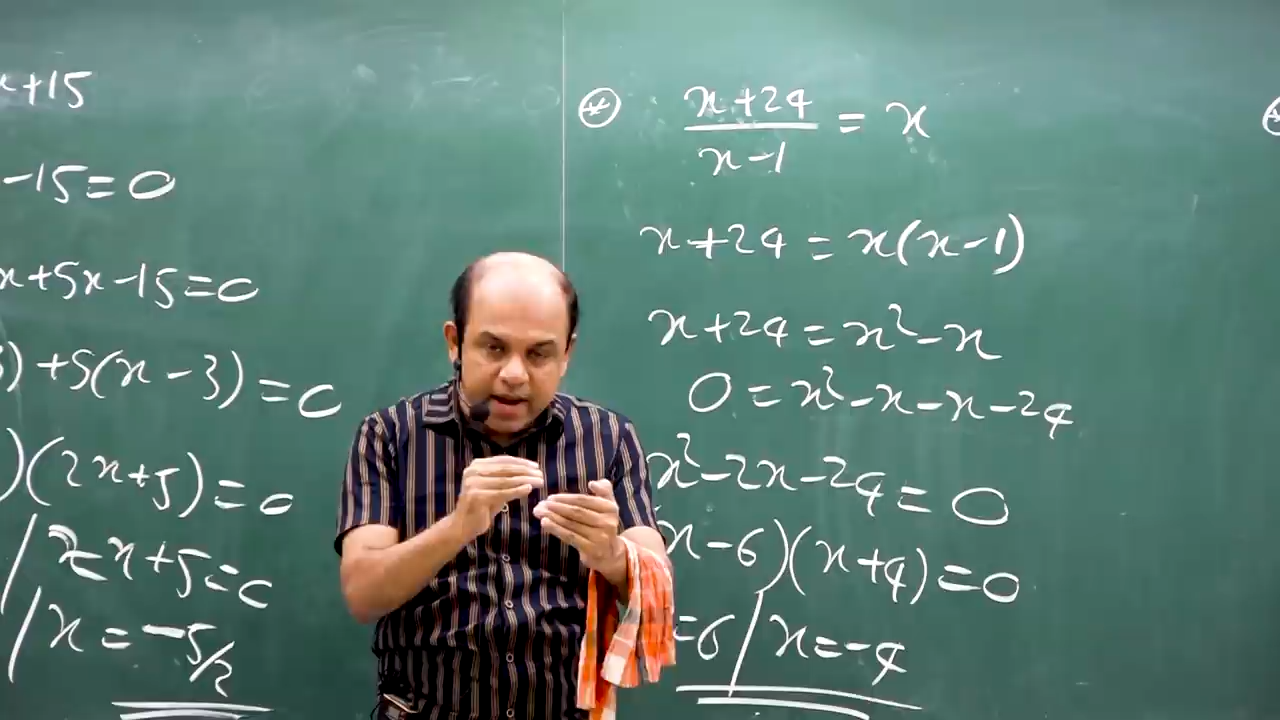 x+15
-15=0
x+5x-15=0
)+5(x-3)=0
)(2x+5)=0
/ 2x+5=0
/ x=-5/2
* (x+24)/(x-1) = x
x+24=x(x-1)
x+24=x²-x
0=x²-x-x-24
x²-2x-24=0
x-6)(x+4)=0
=6 / x=-4